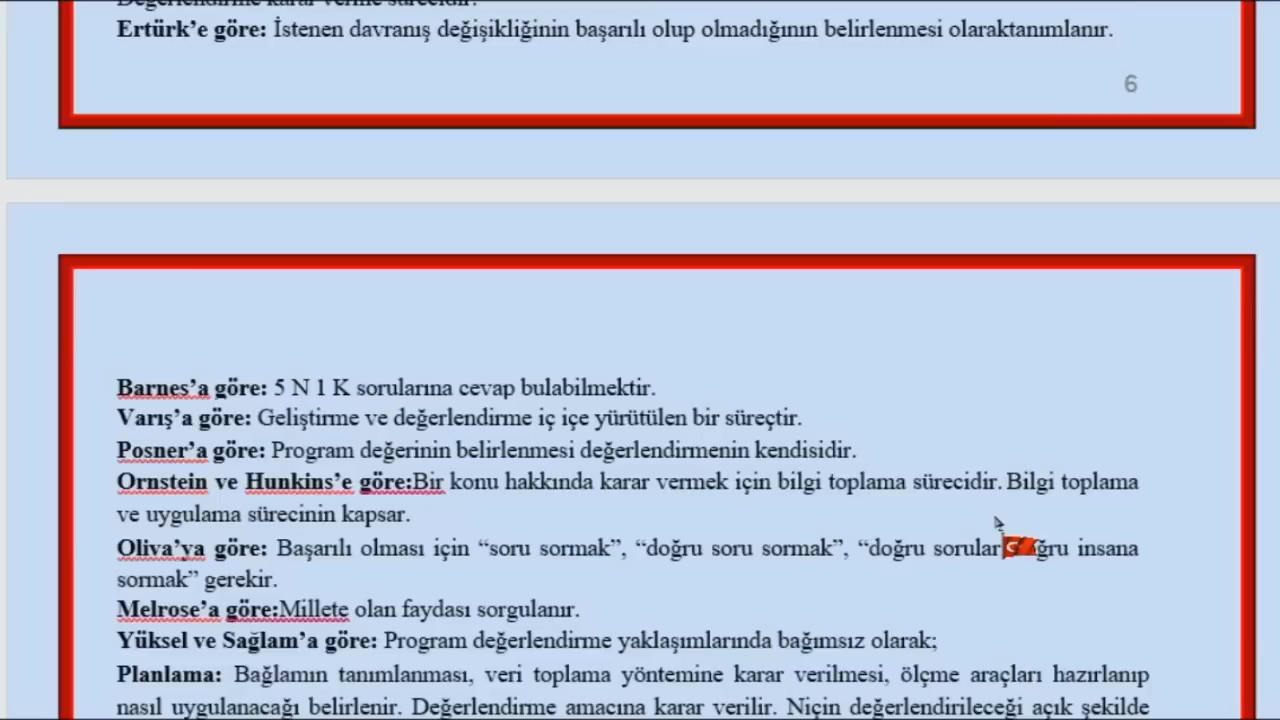 Değerlendirme karar verme sürecidir.
Ertürk’e göre: İstenen davranış değişikliğinin başarılı olup olmadığının belirlenmesi olaraktanımlanır.
6
Barnes’a göre: 5 N 1 K sorularına cevap bulabilmektir.
Varış’a göre: Geliştirme ve değerlendirme iç içe yürütülen bir süreçtir.
Posner’a göre: Program değerinin belirlenmesi değerlendirmenin kendisidir.
Ornstein ve Hunkins’e göre:Bir konu hakkında karar vermek için bilgi toplama sürecidir. Bilgi toplama
ve uygulama sürecinin kapsar.
Oliva’ya göre: Başarılı olması için “soru sormak”, “doğru soru sormak”, “doğru insana
sormak” gerekir.
Melrose’a göre:Millete olan faydası sorgulanır.
Yüksel ve Sağlam’a göre: Program değerlendirme yaklaşımlarında bağımsız olarak;
Planlama: Bağlamın tanımlanması, veri toplama yöntemine karar verilmesi, ölçme araçları hazırlanıp
nasıl uygulanacağı belirlenir. Değerlendirme amacına karar verilir. Niçin değerlendirileceği açık şekilde